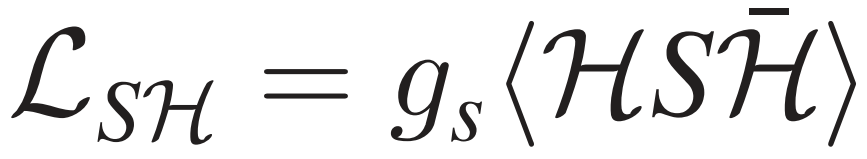 ℒ_{Sℋ} = g_s⟨ℋSℋ̄⟩